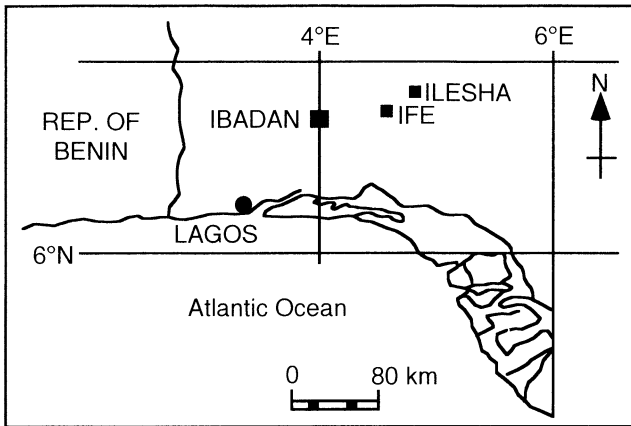 4°E
6°E
N
ILESHA
IFE
IBADAN
REP. OF
BENIN
LAGOS
6°N
Atlantic Ocean
0 80 km